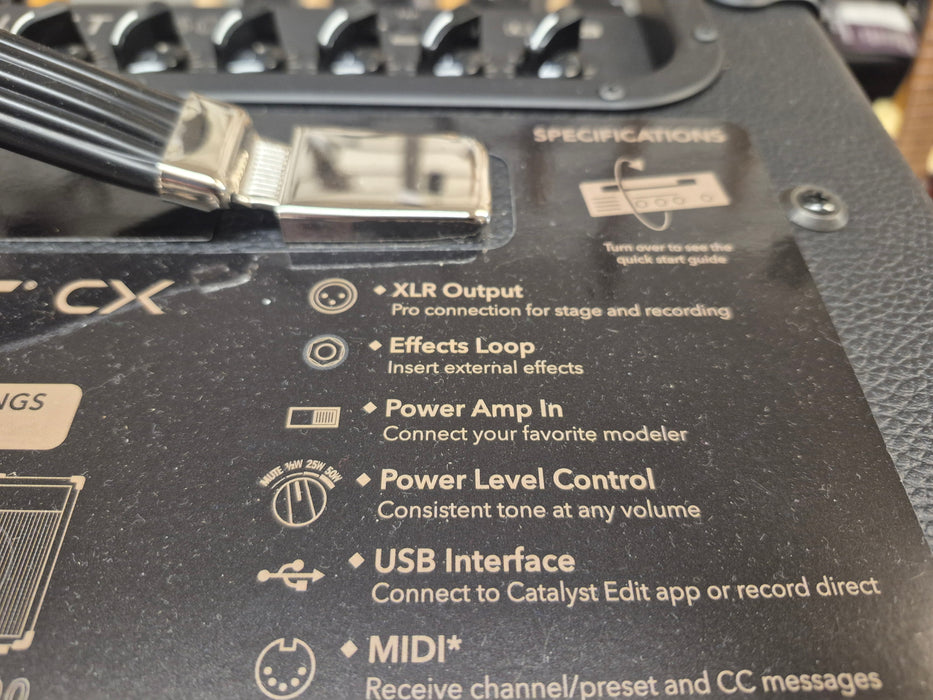 SPECIFICATIONS
Turn over to see the
quick start guide
CX
XLR Output
Pro connection for stage and recording
Effects Loop
Insert external effects
NGS
Power Amp In
Connect your favorite modeler
MUTE ½W 25W 50W
Power Level Control
Consistent tone at any volume
USB Interface
Connect to Catalyst Edit app or record direct
MIDI*
Receive channel/preset and CC messages